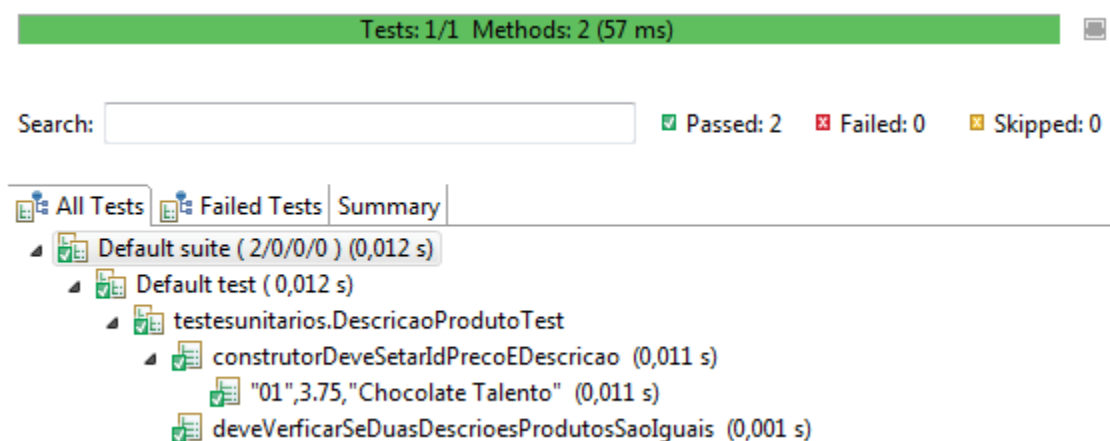 Tests: 1/1 Methods: 2 (57 ms)
Search: Passed: 2 Failed: 0 Skipped: 0
All Tests Failed Tests Summary
Default suite ( 2/0/0/0 ) (0,012 s)
Default test ( 0,012 s)
testesunitarios.DescricaoProdutoTest
construtorDeveSetarIdPrecoEDescricao (0,011 s)
"01",3.75,"Chocolate Talento" (0,011 s)
deveVerficarSeDuasDescrioesProdutosSaoIguais (0,001 s)